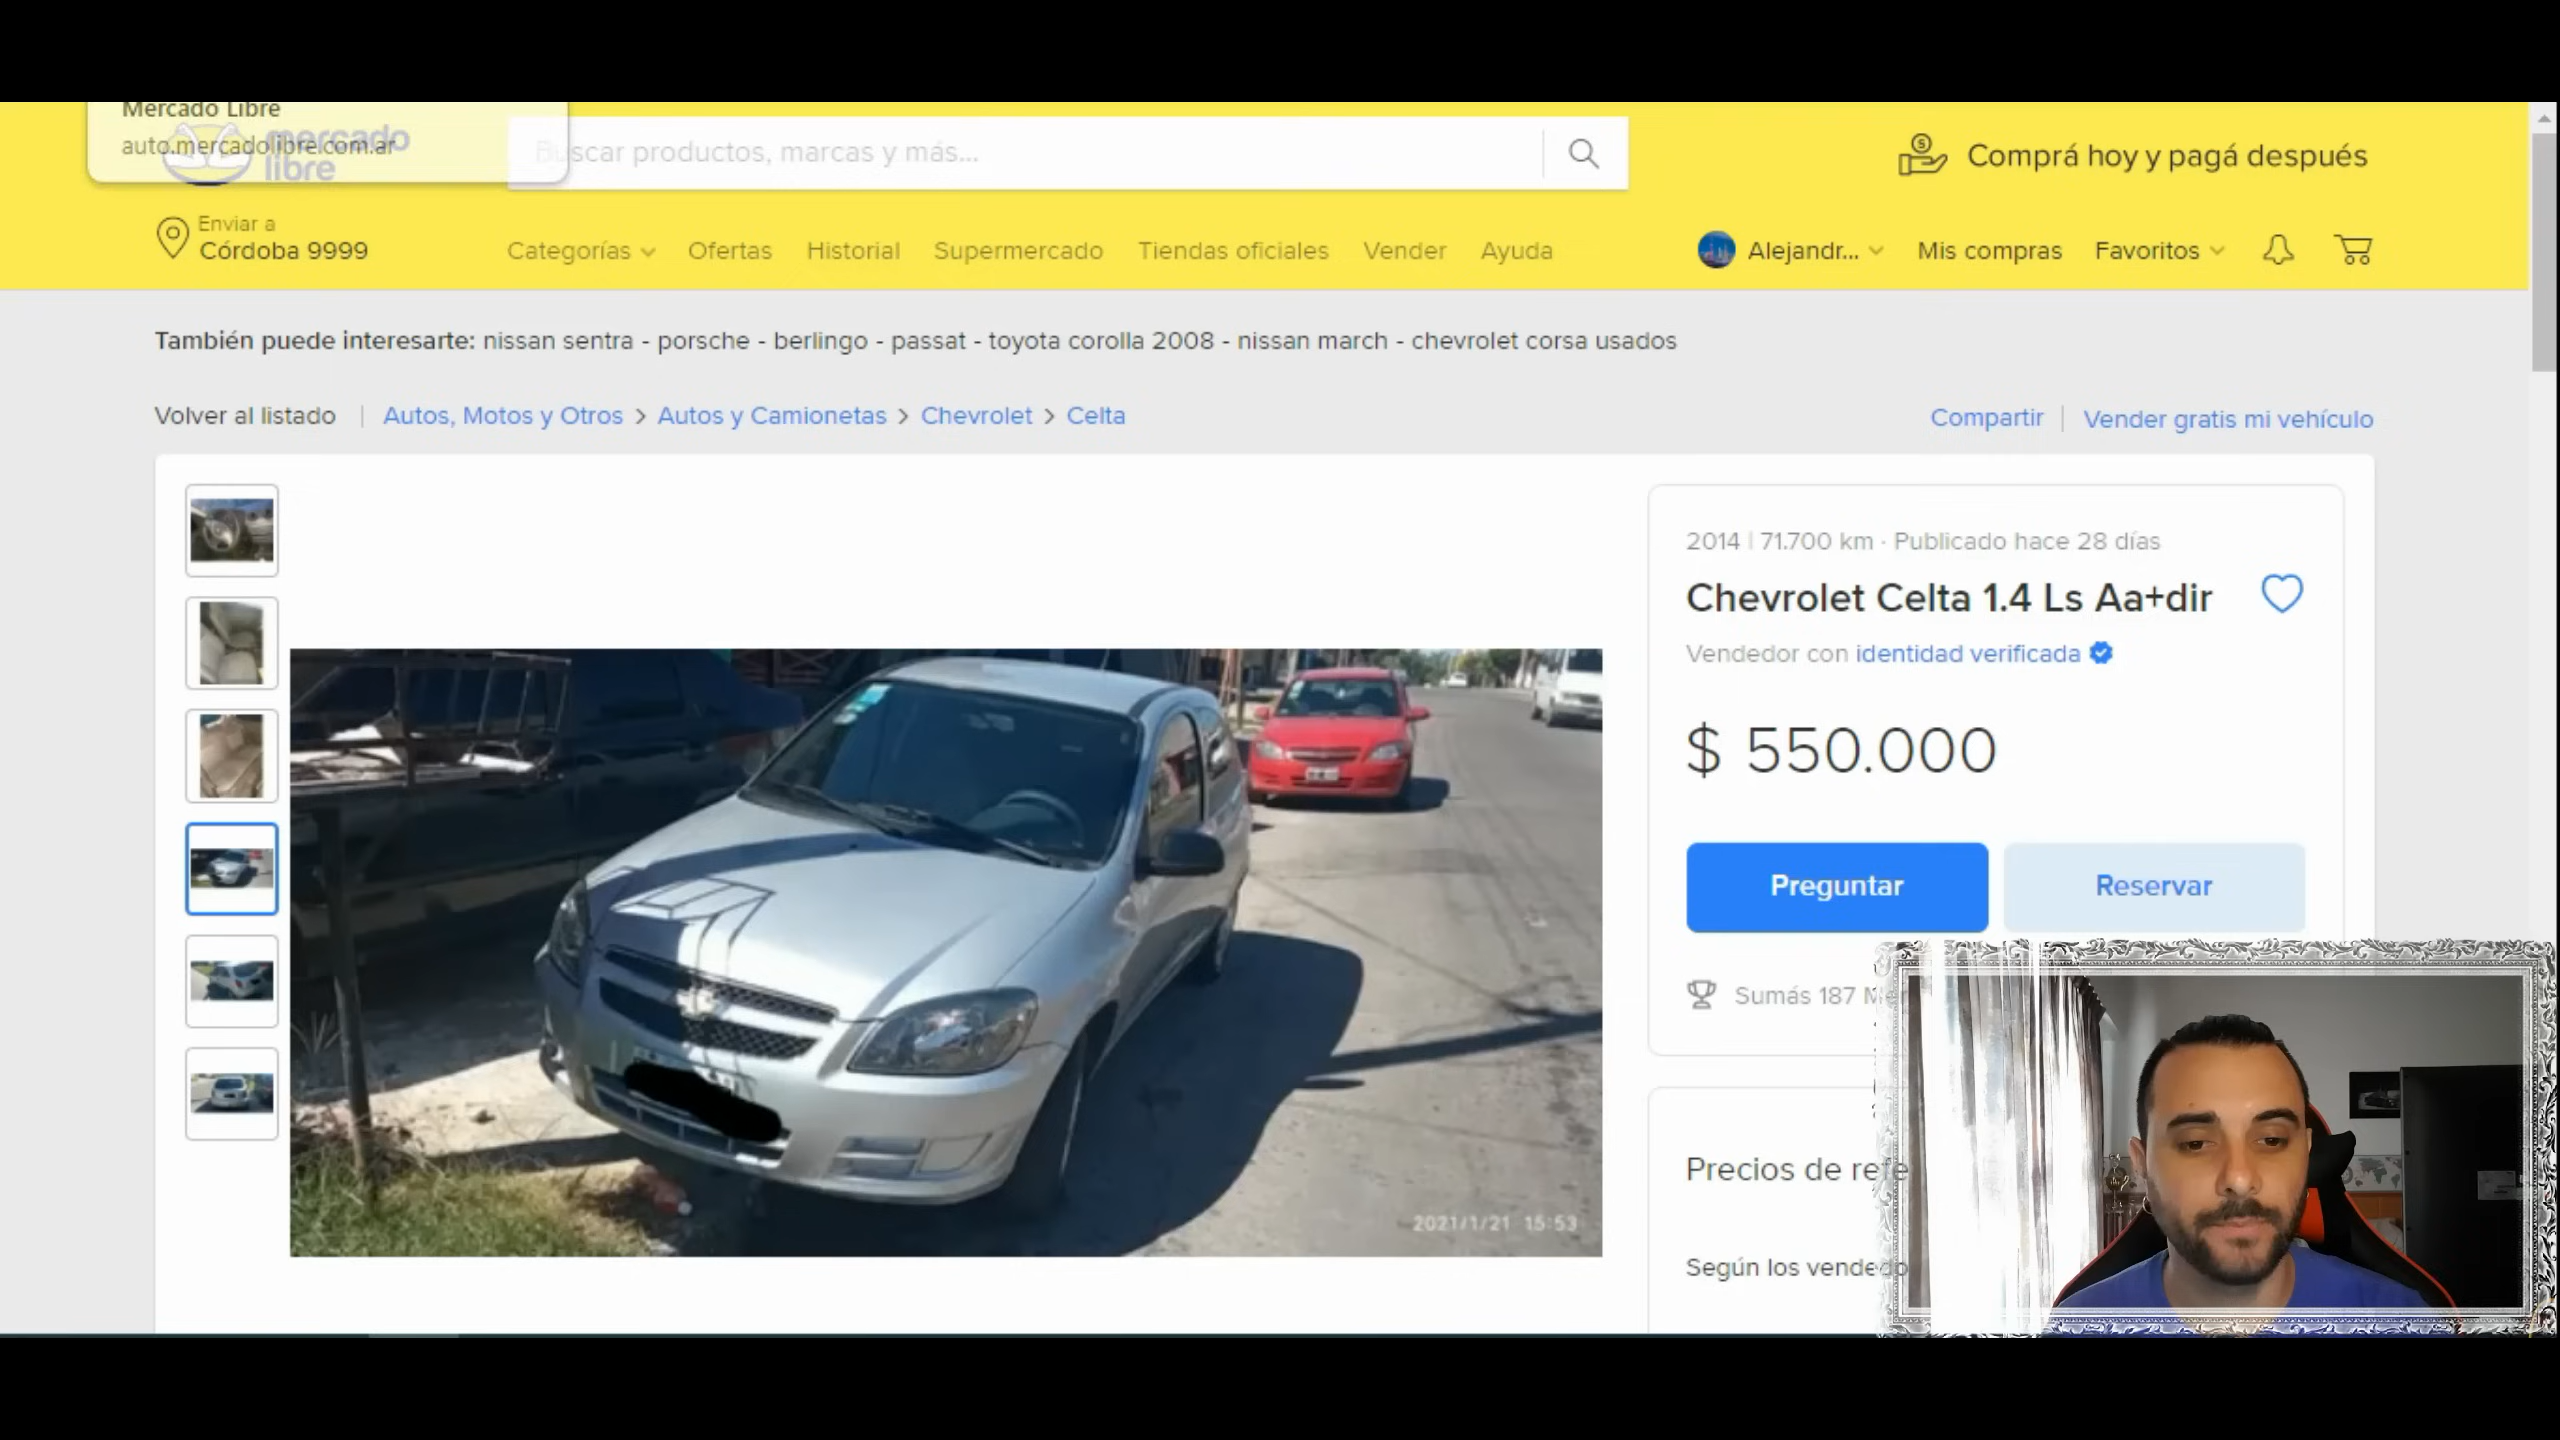 Mercado Libre
auto.mercadolibre.com.ar
mercado
libre
Buscar productos, marcas y más...
Comprá hoy y pagá después
Enviar a
Córdoba 9999
Categorías
Ofertas
Historial
Supermercado
Tiendas oficiales
Vender
Ayuda
Alejandr...
Mis compras
Favoritos
También puede interesarte: nissan sentra - porsche - berlingo - passat - toyota corolla 2008 - nissan march - chevrolet corsa usados
Volver al listado | Autos, Motos y Otros > Autos y Camionetas > Chevrolet > Celta
Compartir | Vender gratis mi vehículo
2014 | 71.700 km · Publicado hace 28 días
Chevrolet Celta 1.4 Ls Aa+dir
Vendedor con identidad verificada
$ 550.000
Preguntar
Reservar
Sumás 187
Precios de
Según los
2021/1/21 15:53